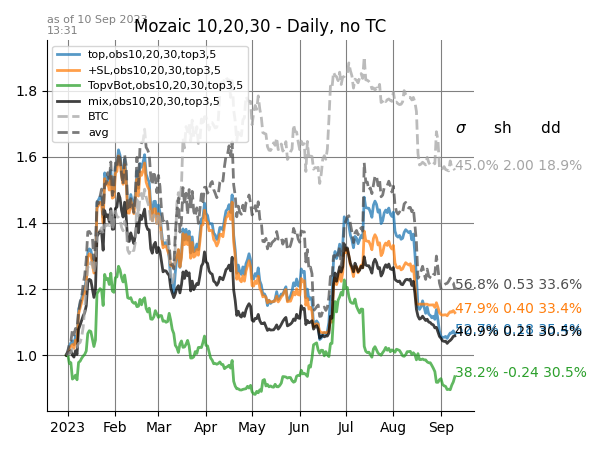 as of 10 Sep 2023
13:31
Mozaic 10,20,30 - Daily, no TC
top,obs10,20,30,top3,5
+SL,obs10,20,30,top3,5
TopvBot,obs10,20,30,top3,5
mix,obs10,20,30,top3,5
BTC
avg
σ sh dd
45.0% 2.00 18.9%
56.8% 0.53 33.6%
47.9% 0.40 33.4%
40.9% 0.21 30.5%
38.2% -0.24 30.5%
1.8
1.6
1.4
1.2
1.0
2023 Feb Mar Apr May Jun Jul Aug Sep